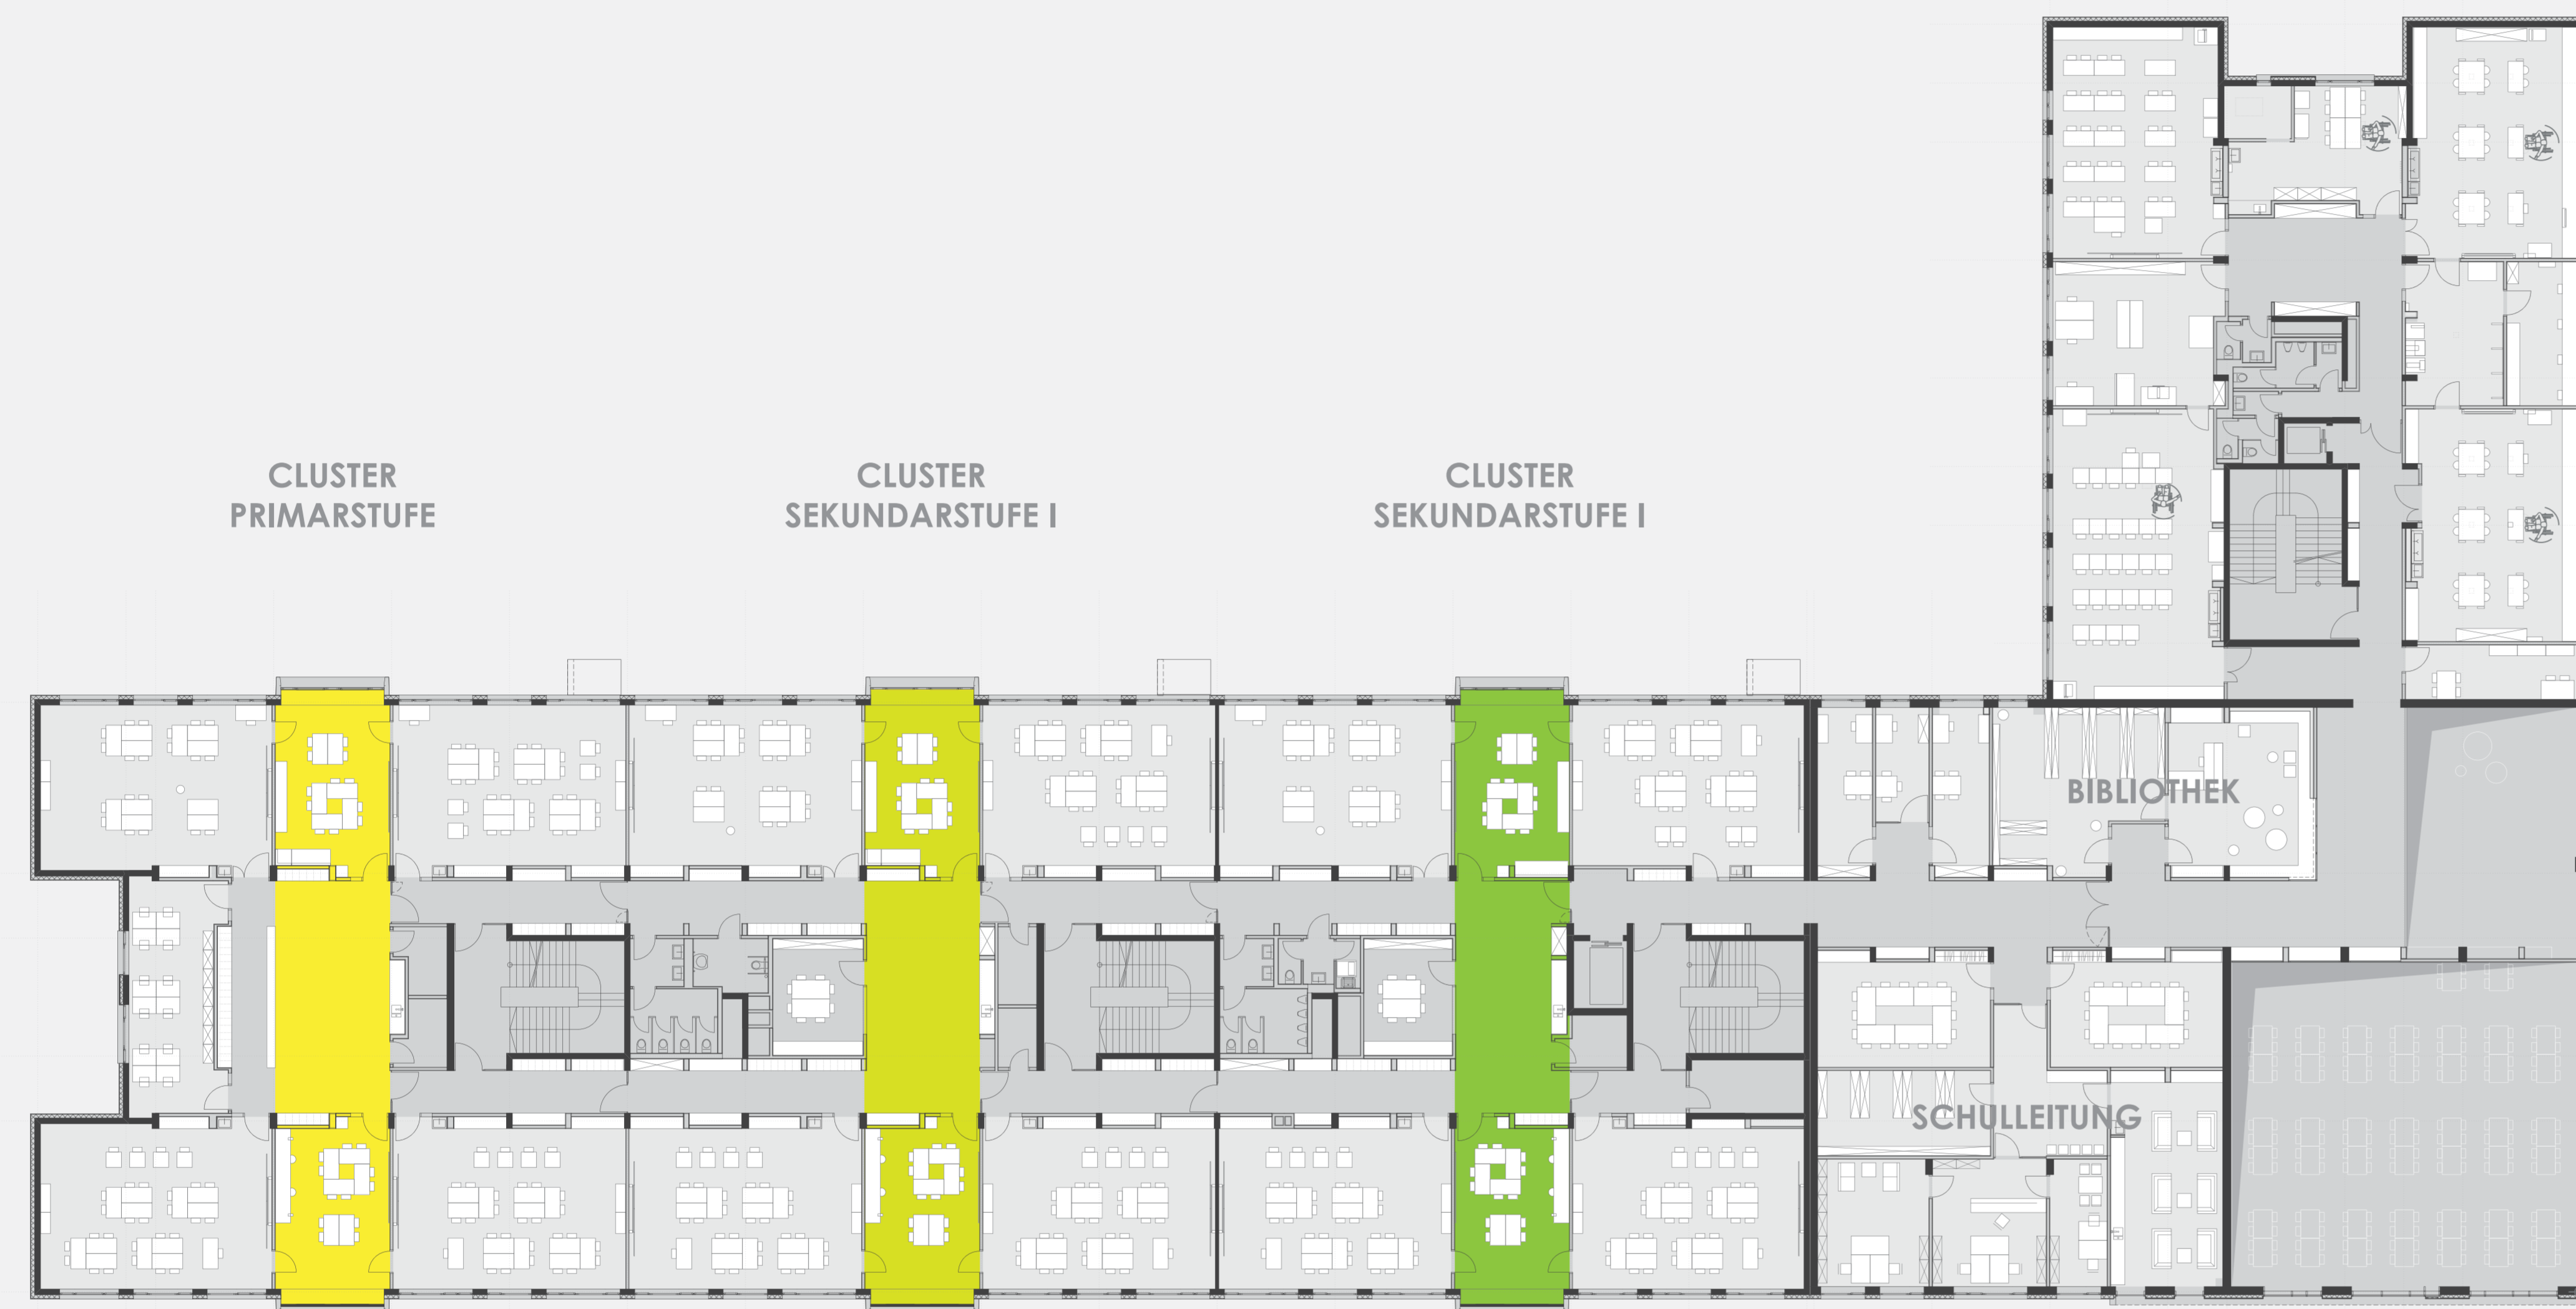 CLUSTER
PRIMARSTUFE
CLUSTER
SEKUNDARSTUFE I
CLUSTER
SEKUNDARSTUFE I
BIBLIOTHEK
SCHULLEITUNG